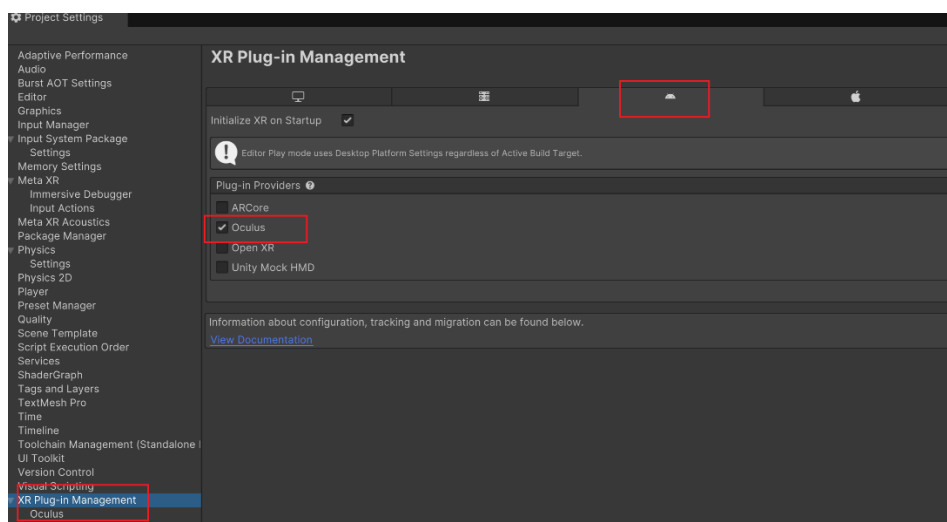 Project Settings
Adaptive Performance
Audio
Burst AOT Settings
Editor
Graphics
Input Manager
Input System Package
Settings
Memory Settings
Meta XR
Immersive Debugger
Input Actions
Meta XR Acoustics
Package Manager
Physics
Settings
Physics 2D
Player
Preset Manager
Quality
Scene Template
Script Execution Order
Services
ShaderGraph
Tags and Layers
TextMesh Pro
Time
Timeline
Toolchain Management (Standalone
UI Toolkit
Version Control
Visual Scripting
XR Plug-in Management
Oculus
XR Plug-in Management
Initialize XR on Startup
Editor Play mode uses Desktop Platform Settings regardless of Active Build Target.
Plug-in Providers
ARCore
Oculus
Open XR
Unity Mock HMD
Information about configuration, tracking and migration can be found below.
View Documentation